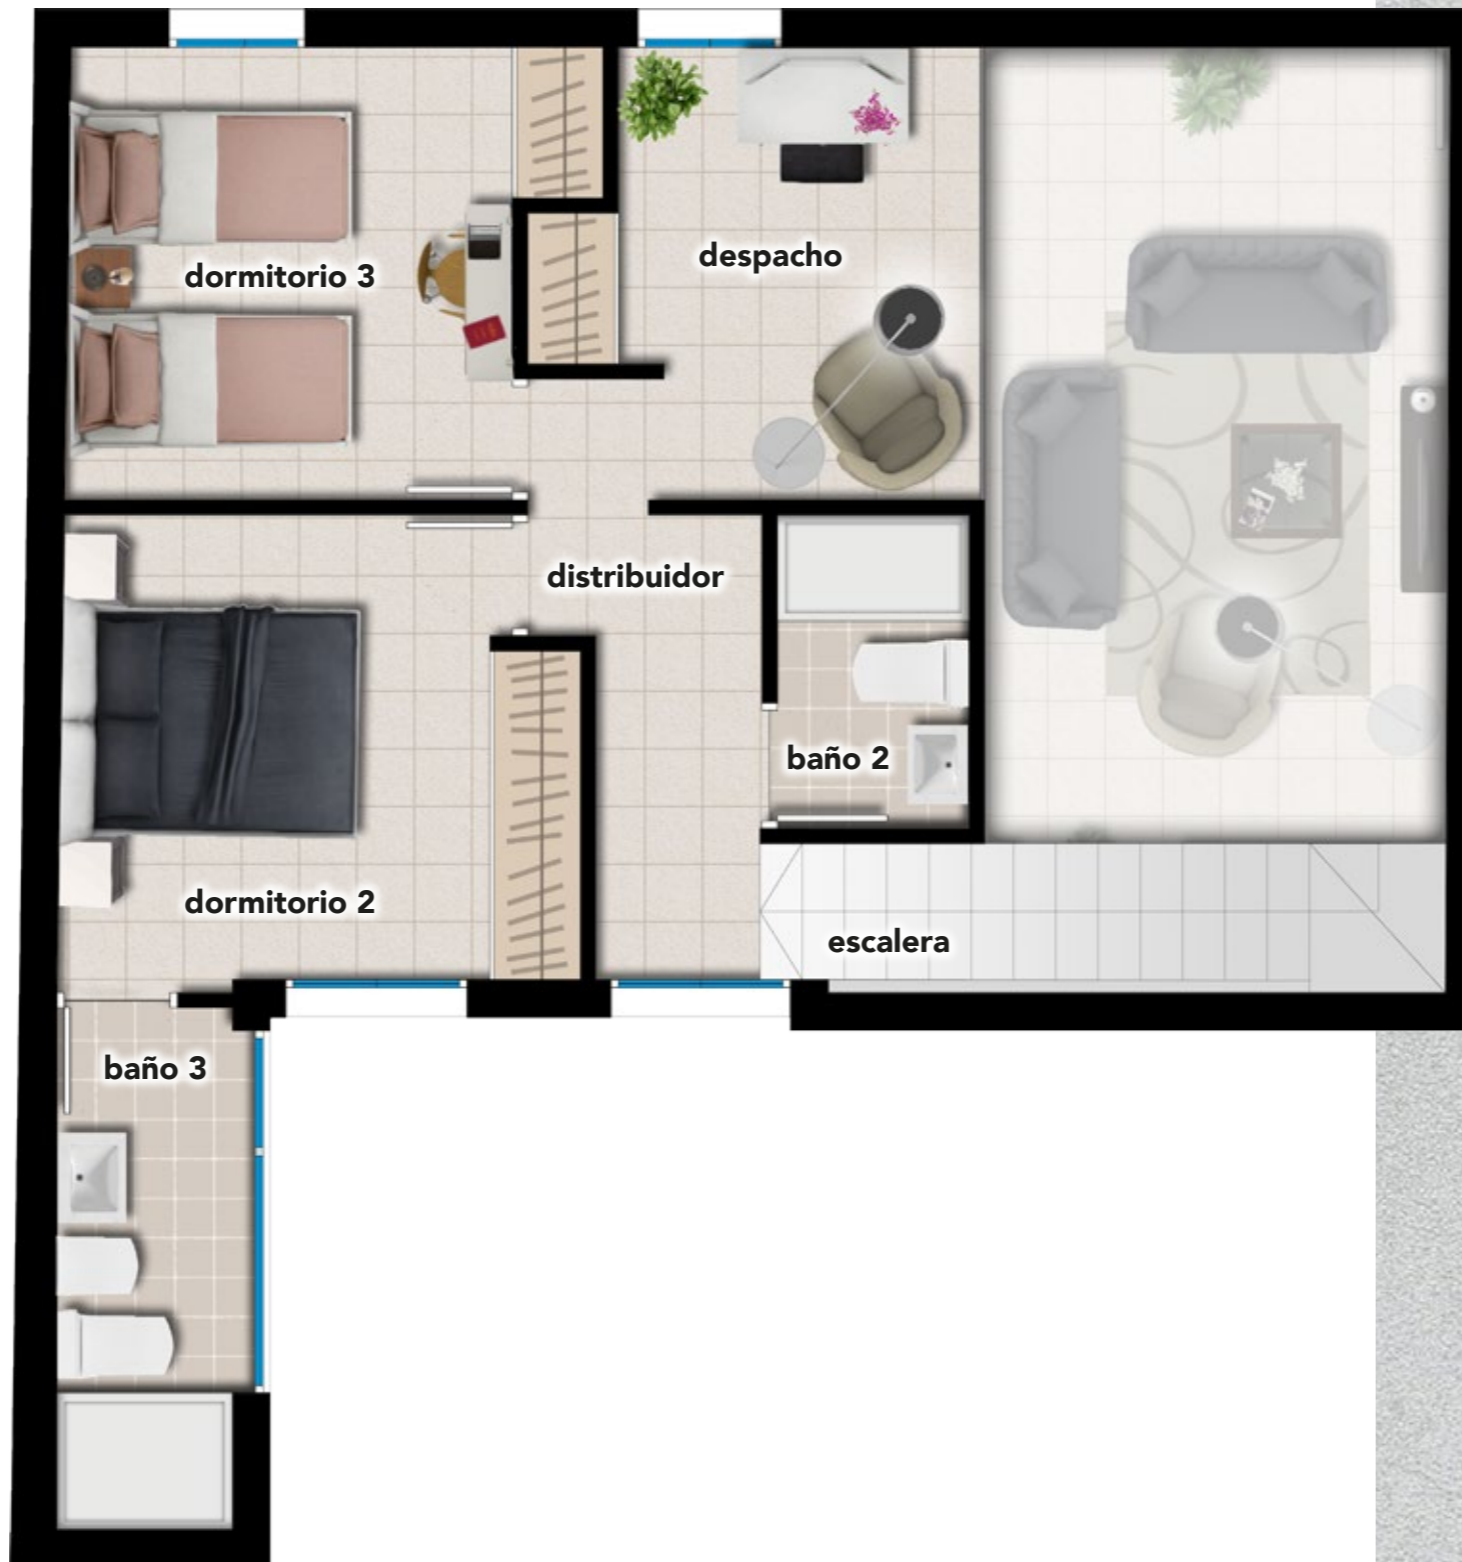 dormitorio 3
despacho
distribuidor
baño 2
dormitorio 2
escalera
baño 3